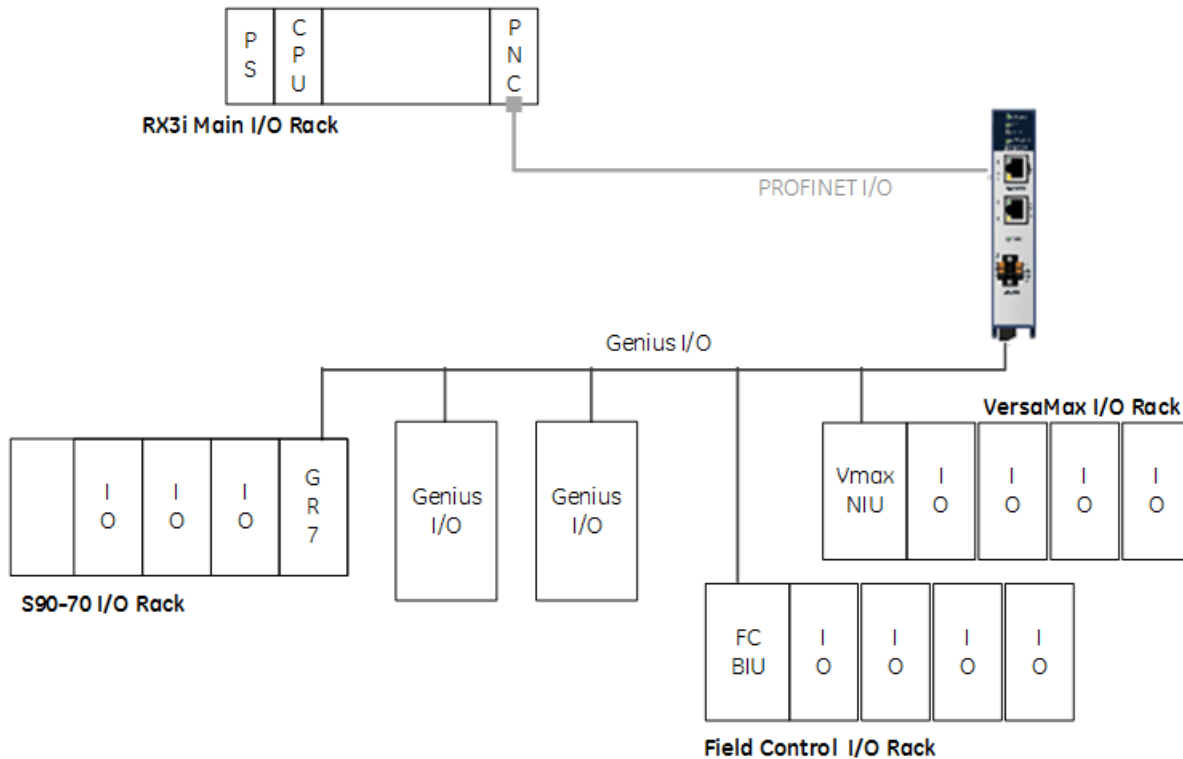 P
S
C
P
U
P
N
C
RX3i Main I/O Rack
PROFINET I/O
Genius I/O
VersaMax I/O Rack
I
O
I
O
I
O
G
R
7
Genius
I/O
Genius
I/O
Vmax
NIU
I
O
I
O
I
O
I
O
S90-70 I/O Rack
FC
BIU
I
O
I
O
I
O
I
O
Field Control I/O Rack